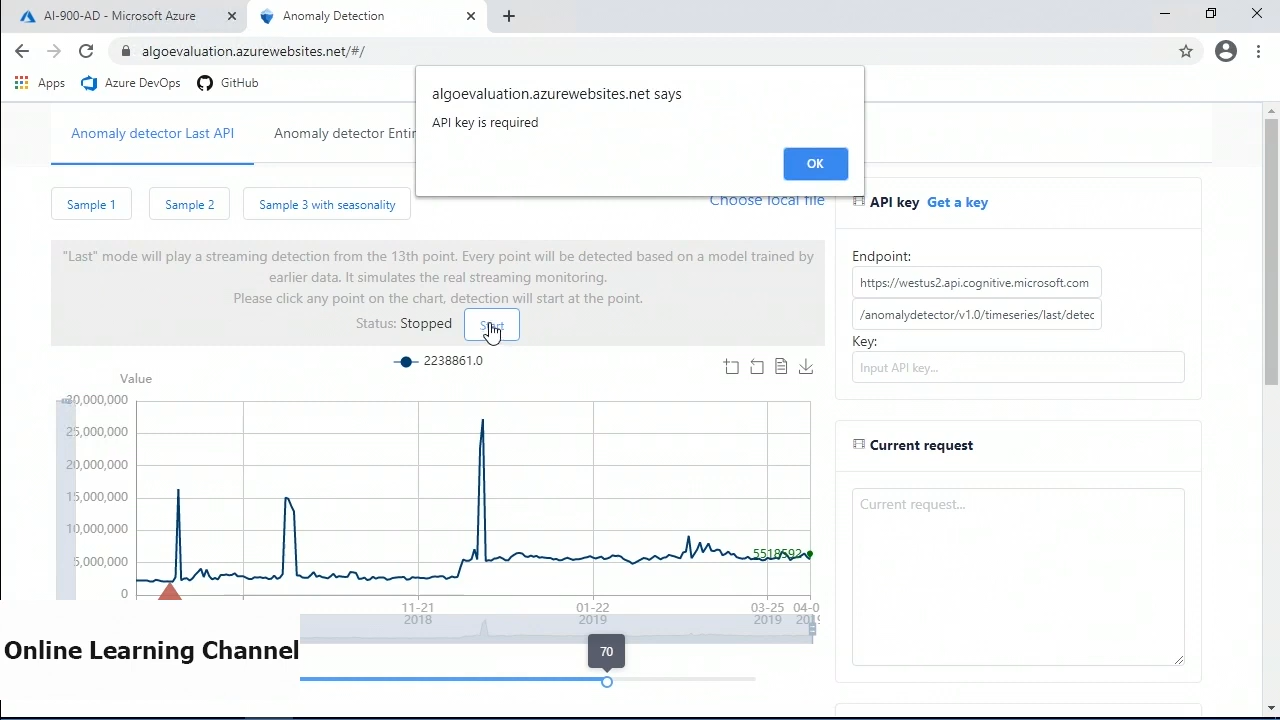 AI-900-AD - Microsoft Azure
Anomaly Detection
algoevaluation.azurewebsites.net/#/
Apps
Azure DevOps
GitHub
algoevaluation.azurewebsites.net says
API key is required
OK
Anomaly detector Last API
Anomaly detector Entir
Sample 1
Sample 2
Sample 3 with seasonality
Choose local file
"Last" mode will play a streaming detection from the 13th point. Every point will be detected based on a model trained by
earlier data. It simulates the real streaming monitoring.
Please click any point on the chart, detection will start at the point.
Status: Stopped
Start
2238861.0
Value
30,000,000
25,000,000
20,000,000
15,000,000
10,000,000
5,000,000
0
5518592
11-21
2018
01-22
2019
03-25
2019
04-0
2019
70
API key Get a key
Endpoint:
https://westus2.api.cognitive.microsoft.com
/anomalydetector/v1.0/timeseries/last/detec
Key:
Input API key...
Current request
Current request...
Online Learning Channel